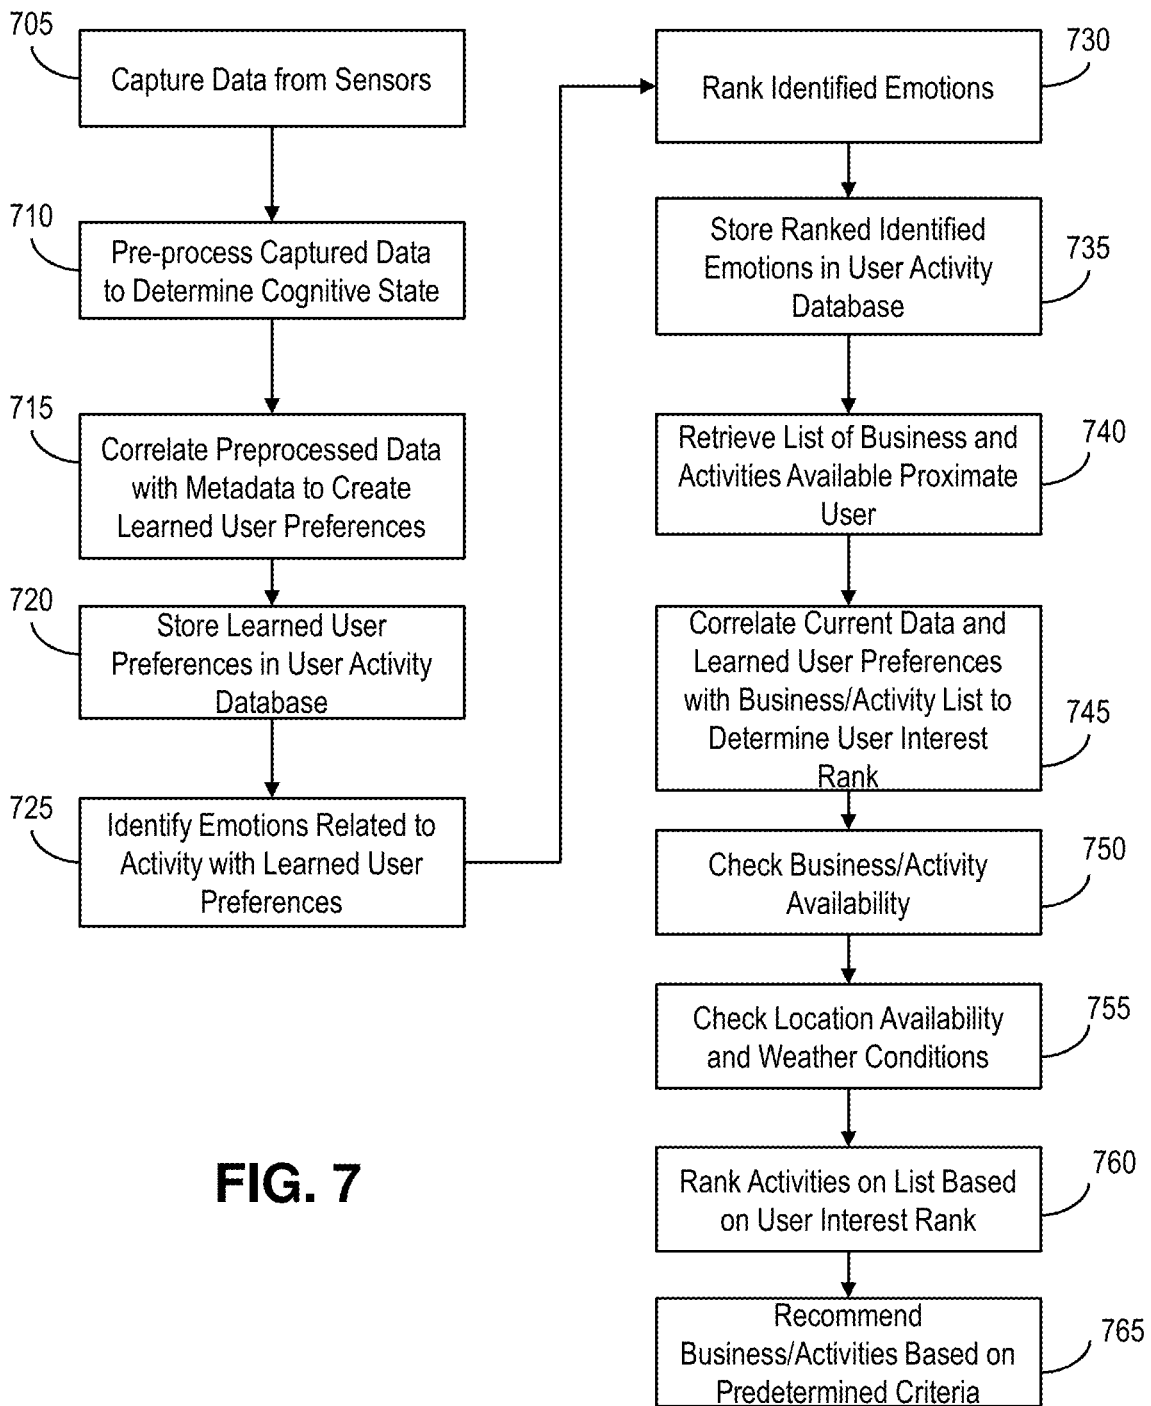 705
Capture Data from Sensors
710
Pre-process Captured Data
to Determine Cognitive State
715
Correlate Preprocessed Data
with Metadata to Create
Learned User Preferences
720
Store Learned User
Preferences in User Activity
Database
725
Identify Emotions Related to
Activity with Learned User
Preferences
730
Rank Identified Emotions
Store Ranked Identified
Emotions in User Activity
Database
735
Retrieve List of Business and
Activities Available Proximate
User
740
Correlate Current Data and
Learned User Preferences
with Business/Activity List to
Determine User Interest
Rank
745
Check Business/Activity
Availability
750
Check Location Availability
and Weather Conditions
755
Rank Activities on List Based
on User Interest Rank
760
Recommend
Business/Activities Based on
Predetermined Criteria
765
FIG. 7